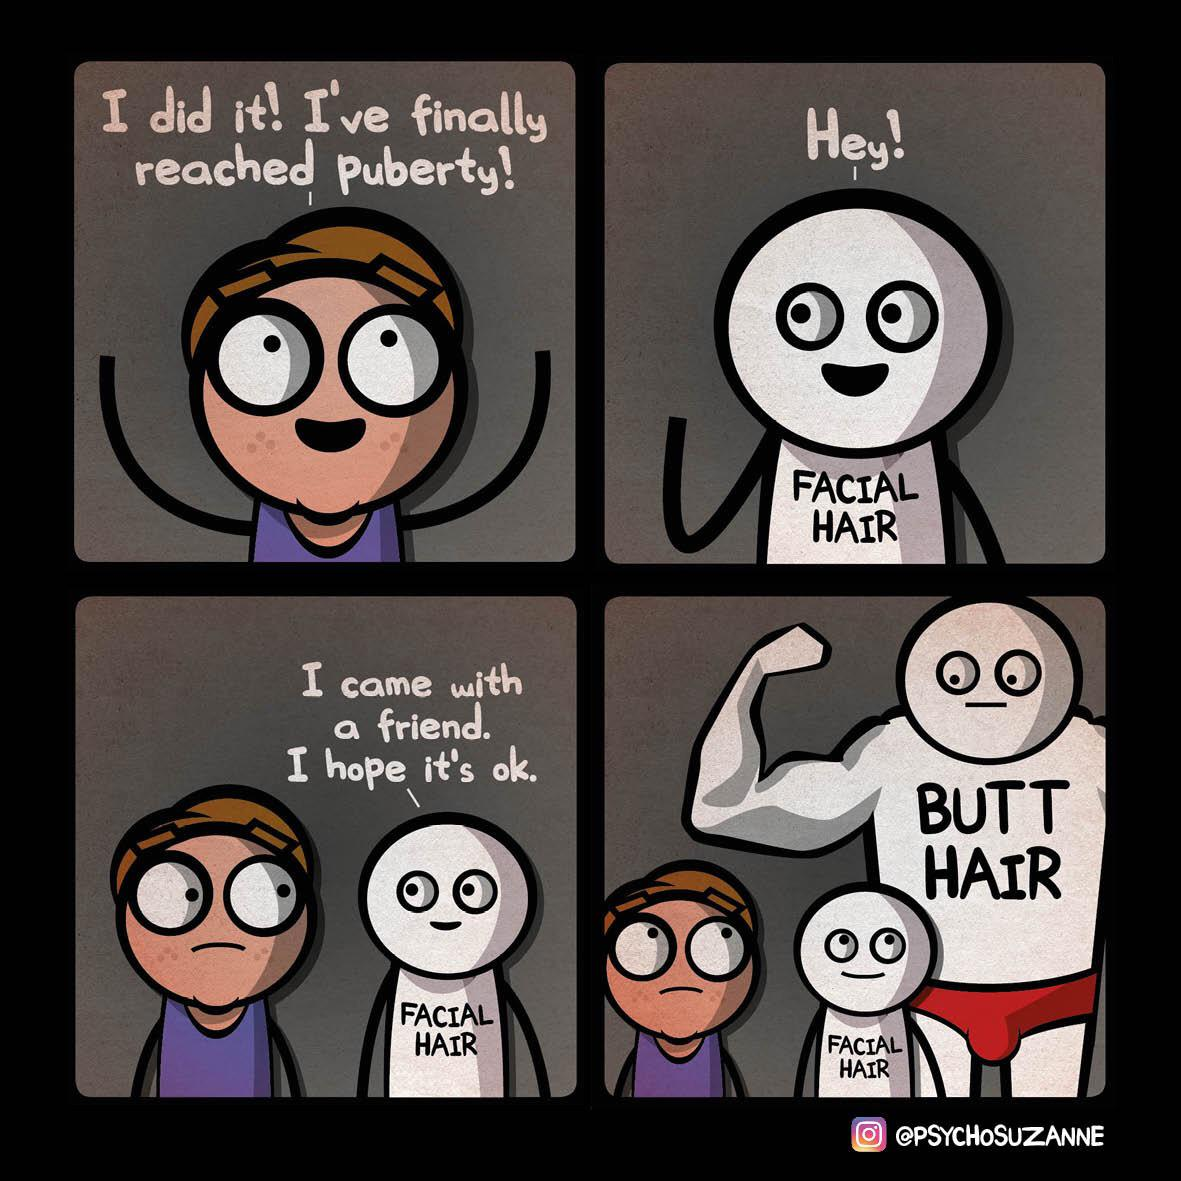 I did it! I've finally
reached puberty!
Hey!
FACIAL
HAIR
I came with
a friend.
I hope it's ok.
FACIAL
HAIR
BUTT
HAIR
FACIAL
HAIR
@PSYCHOSUZANNE